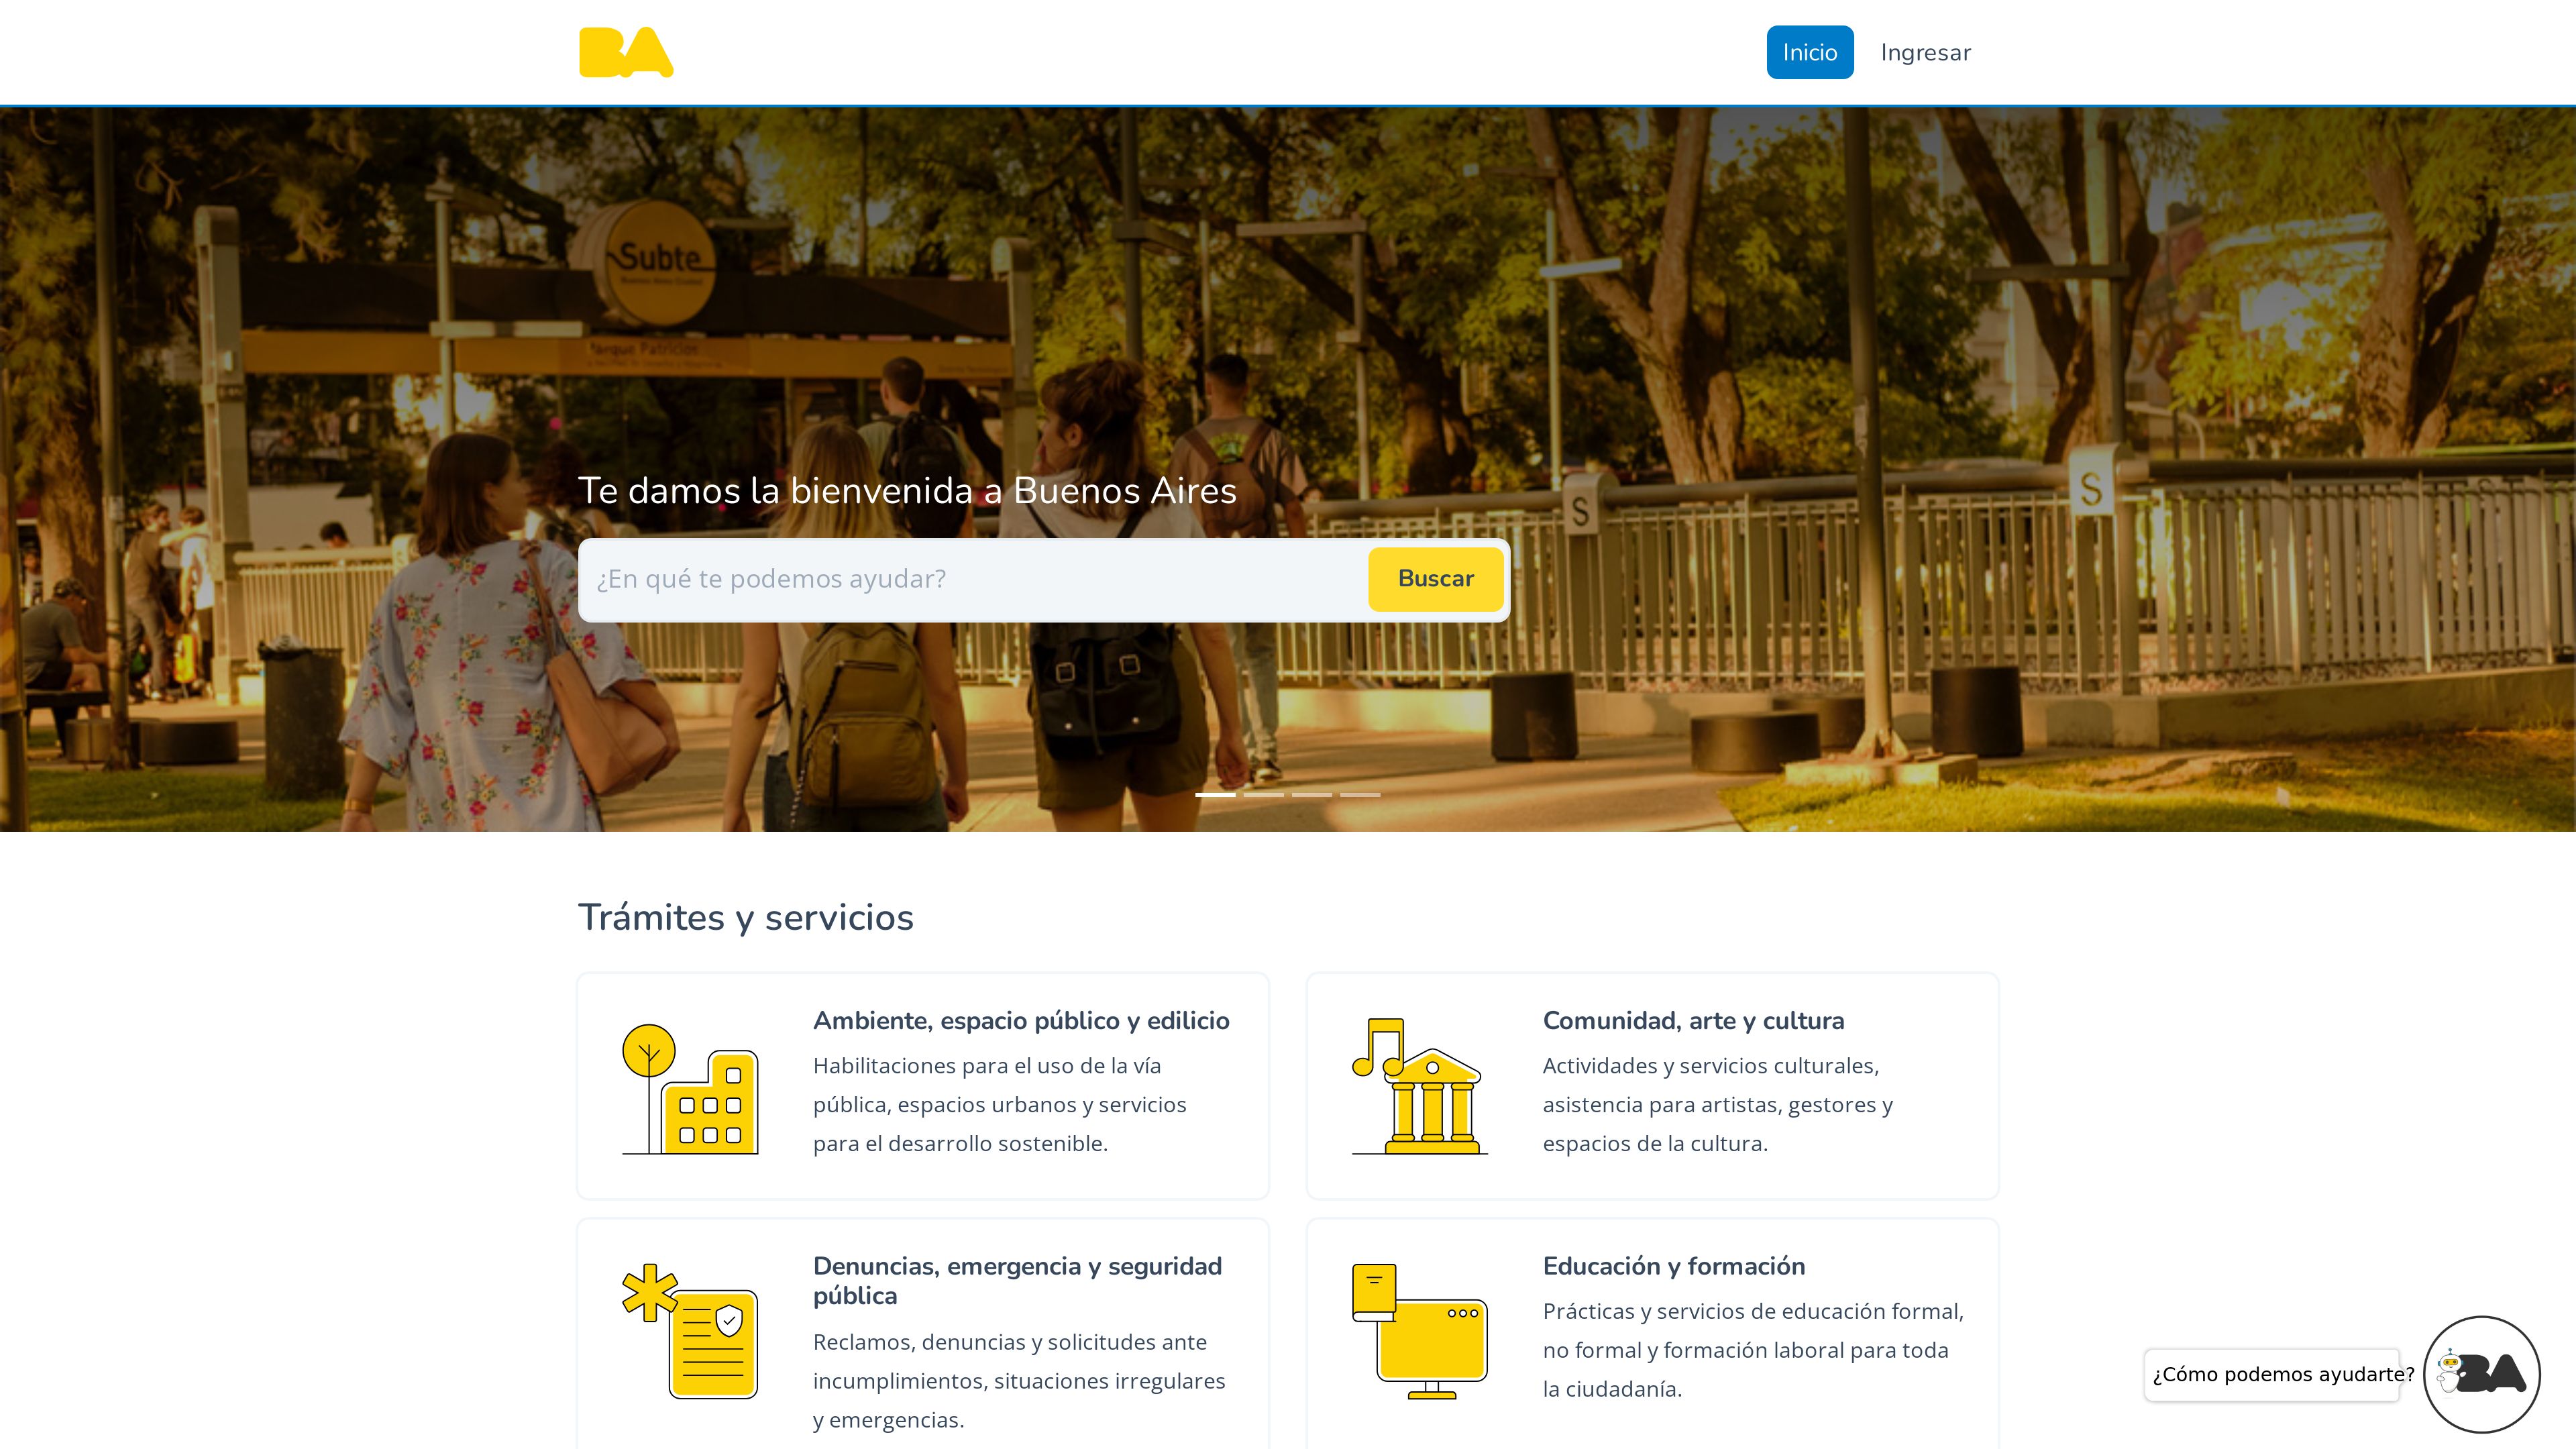 BA
Inicio
Ingresar
Subte
Buenos Aires Ciudad
Parque Patricios
S
S
Te damos la bienvenida a Buenos Aires
¿En qué te podemos ayudar?
Buscar
Trámites y servicios
Ambiente, espacio público y edilicio
Habilitaciones para el uso de la vía
pública, espacios urbanos y servicios
para el desarrollo sostenible.
Comunidad, arte y cultura
Actividades y servicios culturales,
asistencia para artistas, gestores y
espacios de la cultura.
Denuncias, emergencia y seguridad
pública
Reclamos, denuncias y solicitudes ante
incumplimientos, situaciones irregulares
y emergencias.
Educación y formación
Prácticas y servicios de educación formal,
no formal y formación laboral para toda
la ciudadanía.
¿Cómo podemos ayudarte?
BA